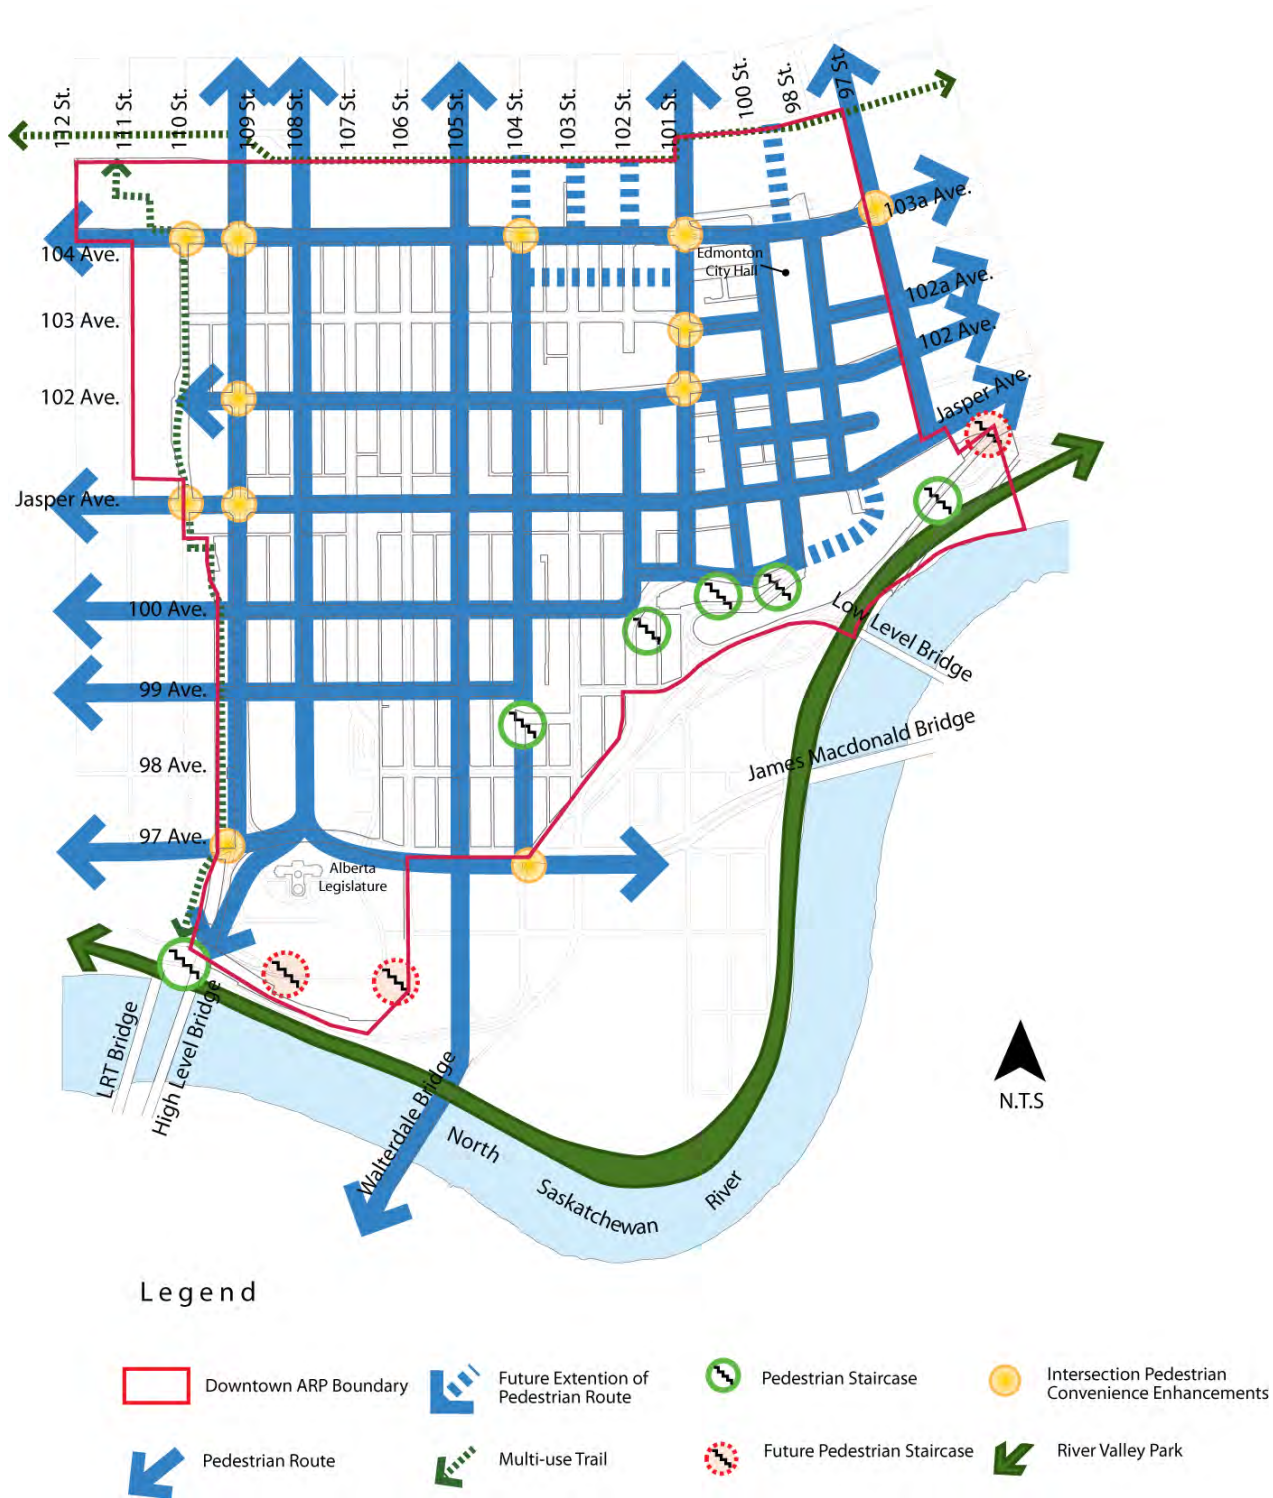 112 St.
111 St.
110 St.
109 St.
108 St.
107 St.
106 St.
105 St.
104 St.
103 St.
102 St.
101 St.
100 St.
98 St.
97 St.
103a Ave.
104 Ave.
Edmonton
City Hall
102a Ave.
103 Ave.
102 Ave.
102 Ave.
Jasper Ave.
Jasper Ave.
100 Ave.
Low Level Bridge
99 Ave.
James Macdonald Bridge
98 Ave.
97 Ave.
Alberta
Legislature
LRT Bridge
High Level Bridge
Walterdale Bridge
North
Saskatchewan
River
N.T.S
Legend
Downtown ARP Boundary
Future Extention of
Pedestrian Route
Pedestrian Staircase
Intersection Pedestrian
Convenience Enhancements
Pedestrian Route
Multi-use Trail
Future Pedestrian Staircase
River Valley Park